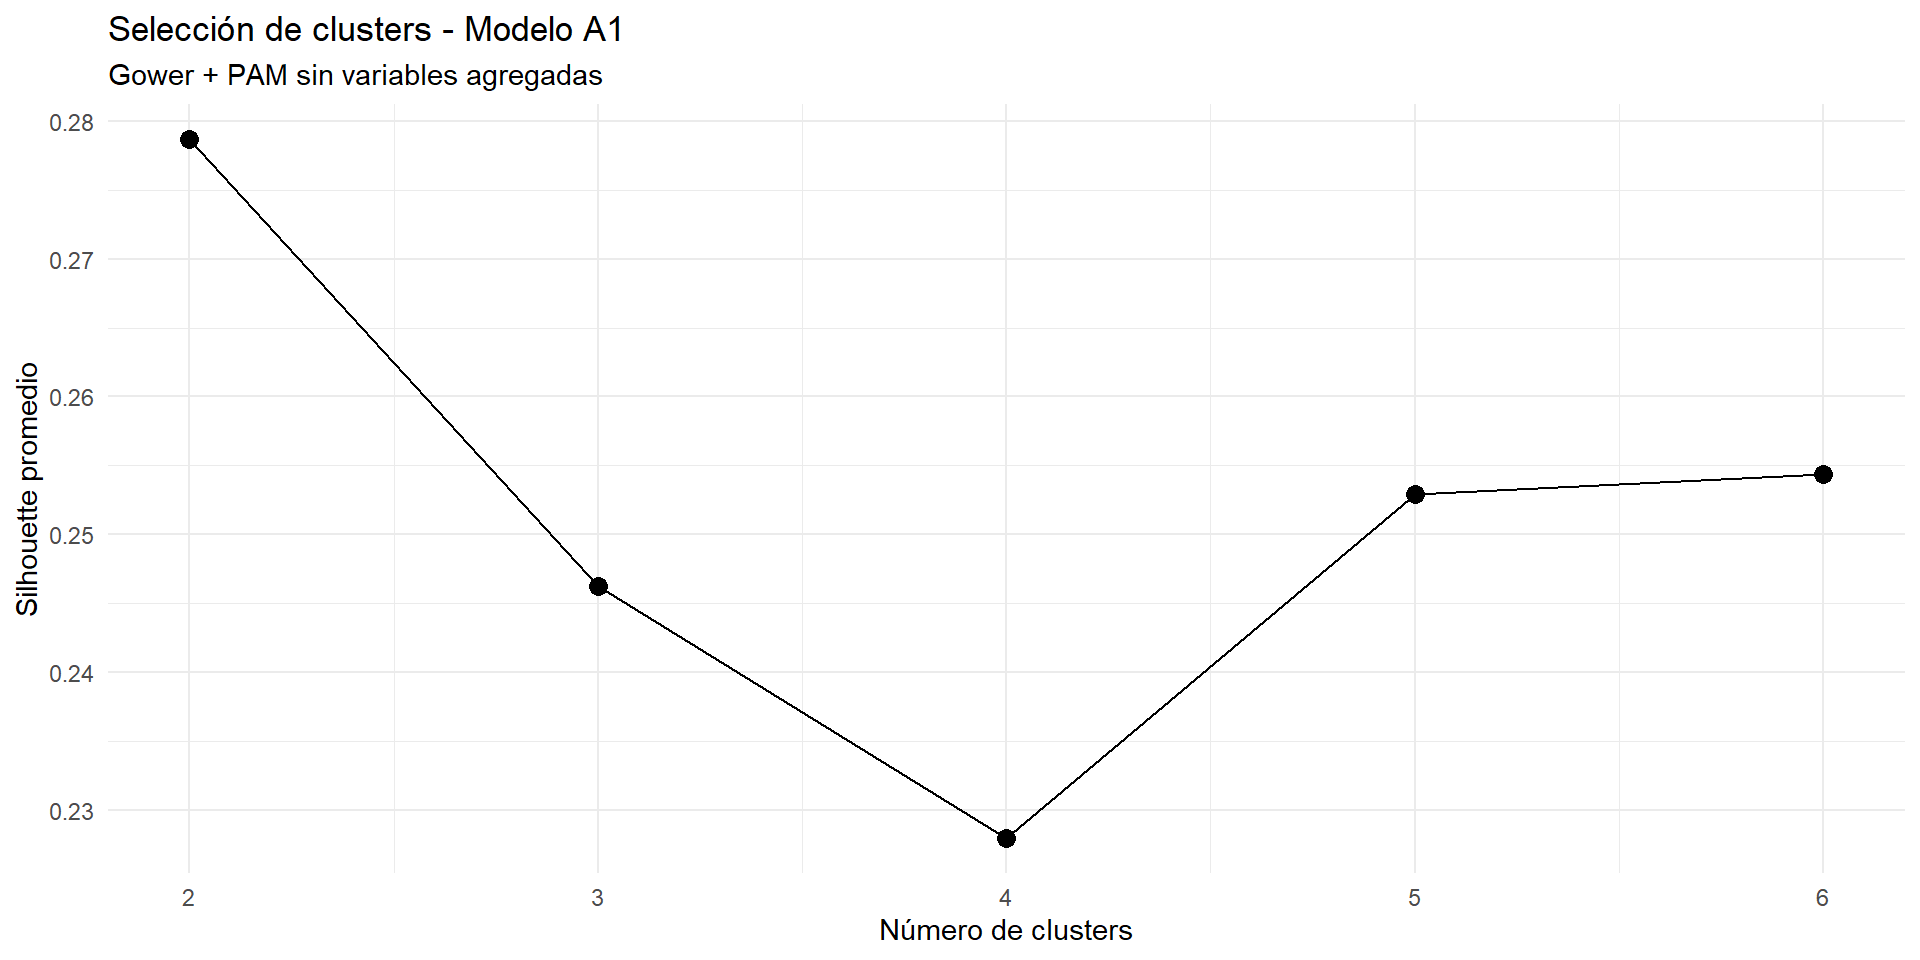 Selección de clusters - Modelo A1
Gower + PAM sin variables agregadas
0.28
0.27
0.26
0.25
0.24
0.23
Silhouette promedio
2 3 4 5 6
Número de clusters